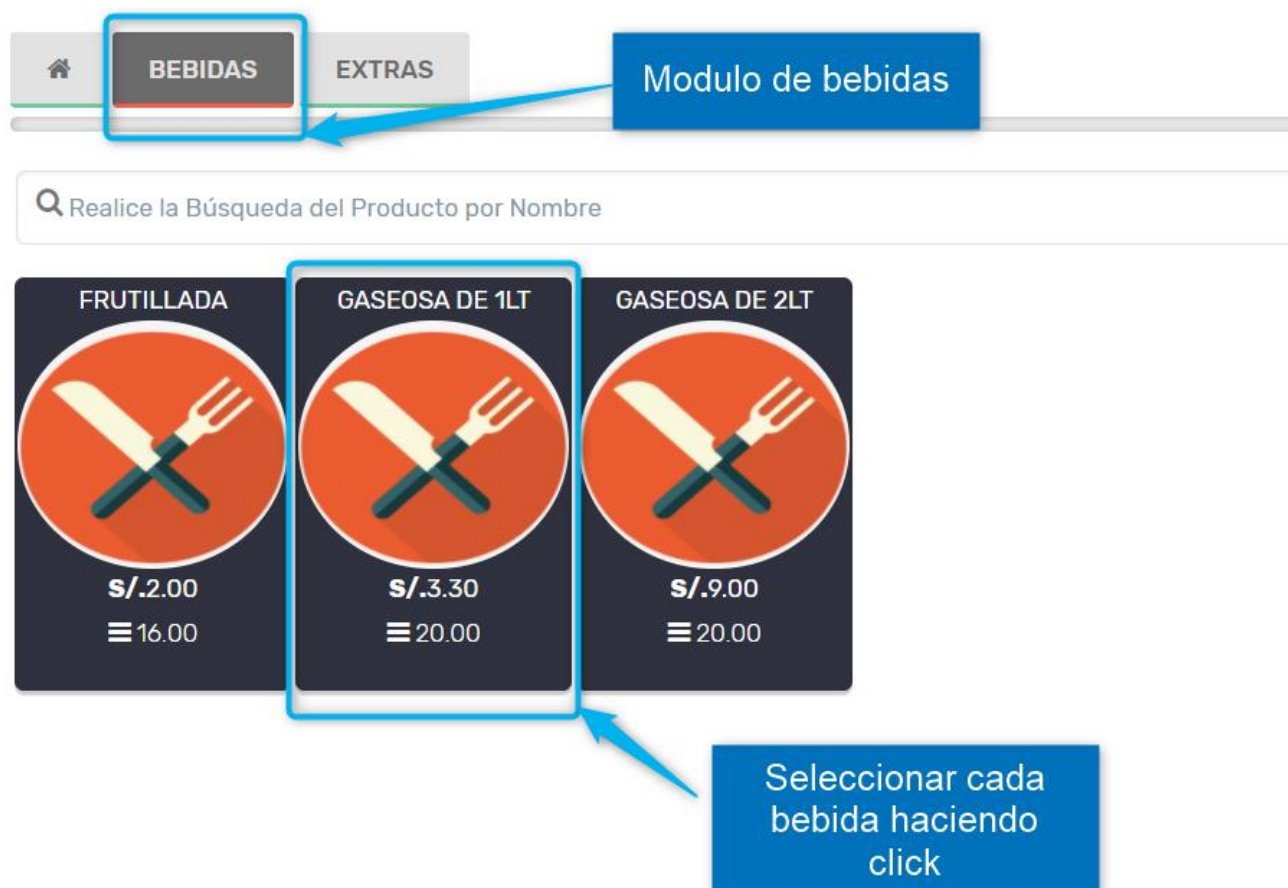 BEBIDAS
EXTRAS
Modulo de bebidas
Realice la Búsqueda del Producto por Nombre
FRUTILLADA
S/.2.00
16.00
GASEOSA DE 1LT
S/.3.30
20.00
GASEOSA DE 2LT
S/.9.00
20.00
Seleccionar cada
bebida haciendo
click